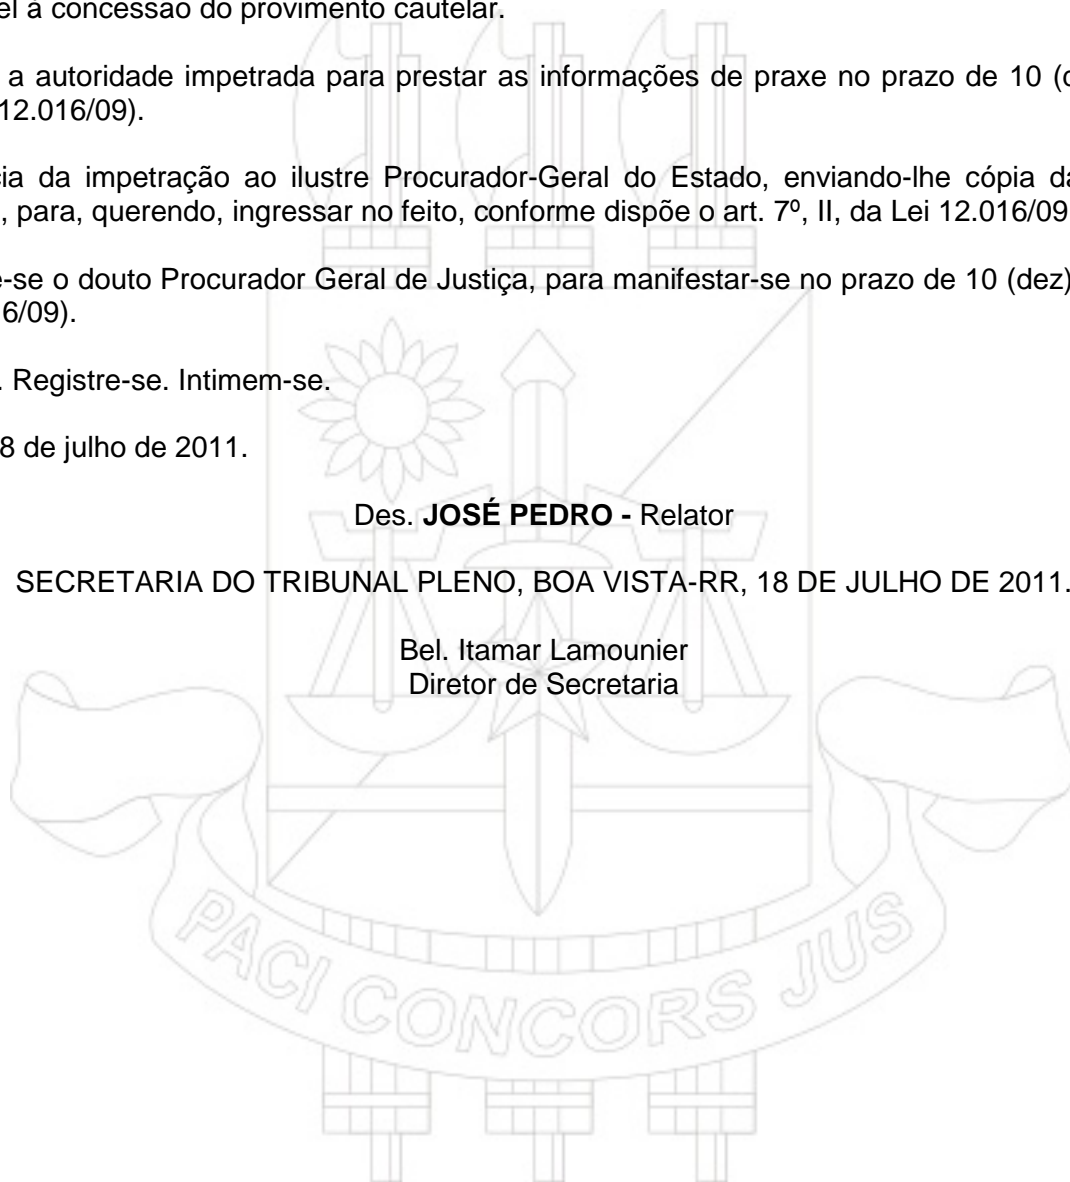 el à concessão do provimento cautelar.
a autoridade impetrada para prestar as informações de praxe no prazo de 10 (
12.016/09).
ia da impetração ao ilustre Procurador-Geral do Estado, enviando-lhe cópia da
, para, querendo, ingressar no feito, conforme dispõe o art. 7º, II, da Lei 12.016/09
e-se o douto Procurador Geral de Justiça, para manifestar-se no prazo de 10 (dez)
6/09).
. Registre-se. Intimem-se.
8 de julho de 2011.
Des. JOSÉ PEDRO - Relator
SECRETARIA DO TRIBUNAL PLENO, BOA VISTA-RR, 18 DE JULHO DE 2011.
Bel. Itamar Lamounier
Diretor de Secretaria
PACI CONCORS JUS